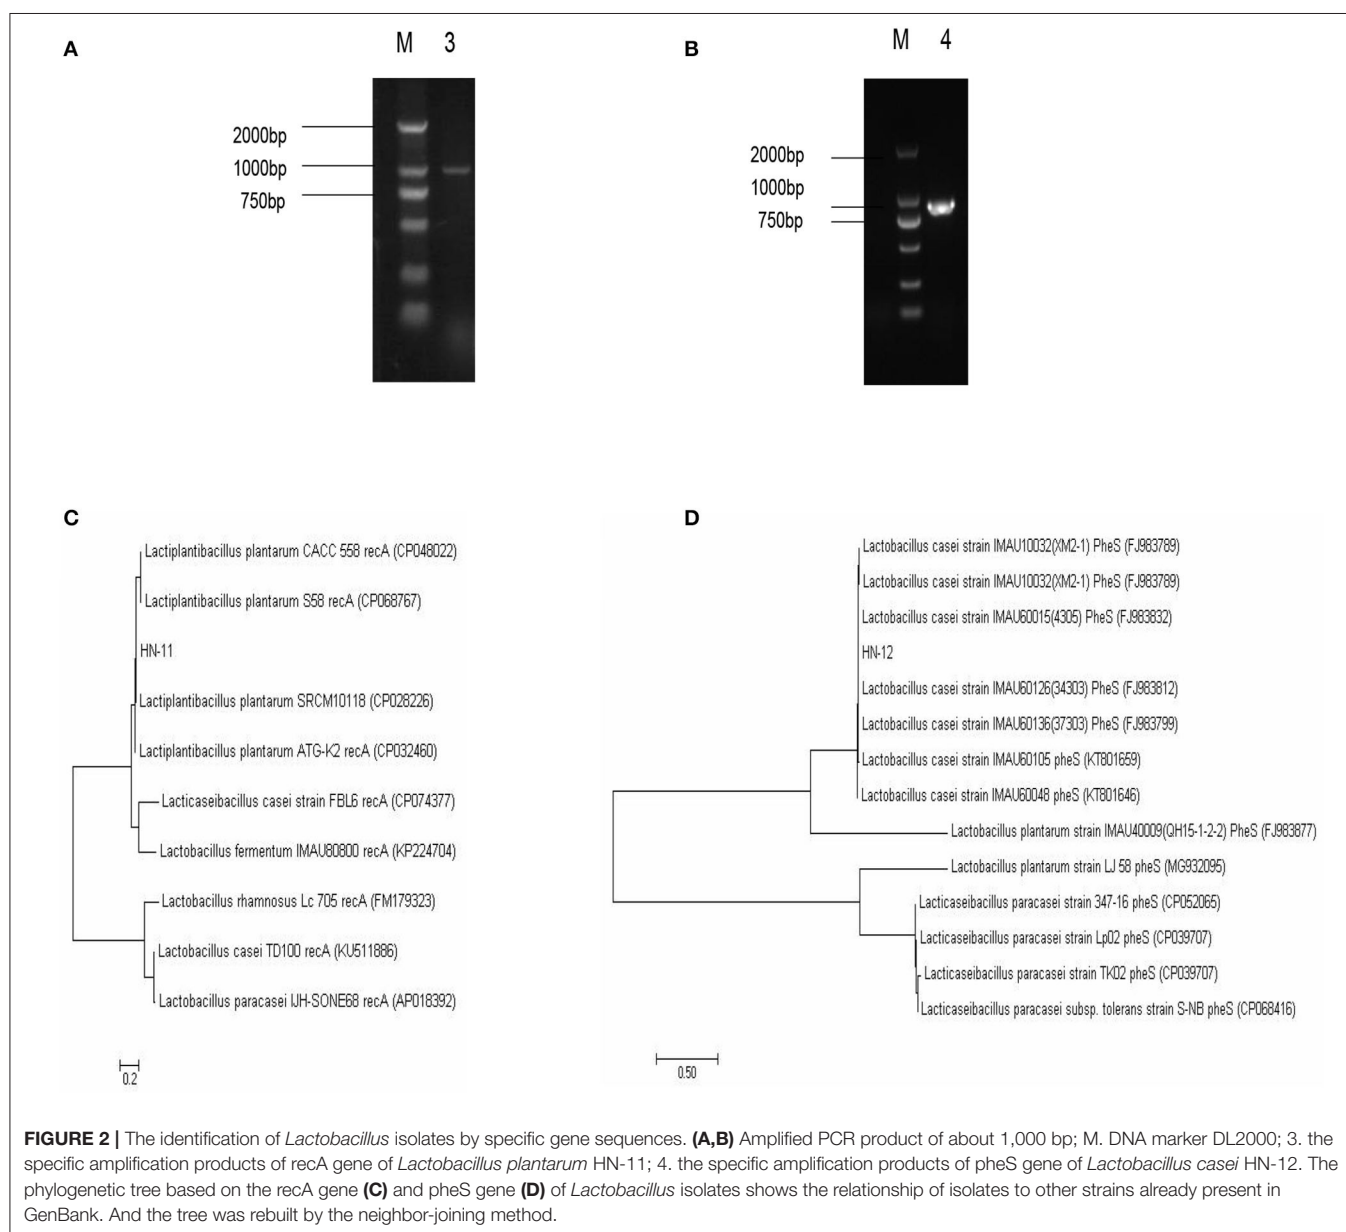 A
M 3
2000bp
1000bp
750bp
B
M 4
2000bp
1000bp
750bp
C
Lactiplantibacillus plantarum CACC 558 recA (CP048022)
Lactiplantibacillus plantarum S58 recA (CP068767)
HN-11
Lactiplantibacillus plantarum SRCM10118 (CP028226)
Lactiplantibacillus plantarum ATG-K2 recA (CP032460)
Lacticaseibacillus casei strain FBL6 recA (CP074377)
Lactobacillus fermentum IMAU80800 recA (KP224704)
Lactobacillus rhamnosus Lc 705 recA (FM179323)
Lactobacillus casei TD100 recA (KU511886)
Lactobacillus paracasei IJH-SONE68 recA (AP018392)
0.2
D
Lactobacillus casei strain IMAU10032(XM2-1) PheS (FJ983789)
Lactobacillus casei strain IMAU10032(XM2-1) PheS (FJ983789)
Lactobacillus casei strain IMAU60015(4305) PheS (FJ983832)
HN-12
Lactobacillus casei strain IMAU60126(34303) PheS (FJ983812)
Lactobacillus casei strain IMAU60136(37303) PheS (FJ983799)
Lactobacillus casei strain IMAU60105 pheS (KT801659)
Lactobacillus casei strain IMAU60048 pheS (KT801646)
Lactobacillus plantarum strain IMAU40009(QH15-1-2-2) PheS (FJ983877)
Lactobacillus plantarum strain LJ 58 pheS (MG932095)
Lacticaseibacillus paracasei strain 347-16 pheS (CP052065)
Lacticaseibacillus paracasei strain Lp02 pheS (CP039707)
Lacticaseibacillus paracasei strain TK02 pheS (CP039707)
Lacticaseibacillus paracasei subsp. tolerans strain S-NB pheS (CP068416)
0.50
FIGURE 2 | The identification of Lactobacillus isolates by specific gene sequences. (A,B) Amplified PCR product of about 1,000 bp; M. DNA marker DL2000; 3. the
specific amplification products of recA gene of Lactobacillus plantarum HN-11; 4. the specific amplification products of pheS gene of Lactobacillus casei HN-12. The
phylogenetic tree based on the recA gene (C) and pheS gene (D) of Lactobacillus isolates shows the relationship of isolates to other strains already present in
GenBank. And the tree was rebuilt by the neighbor-joining method.